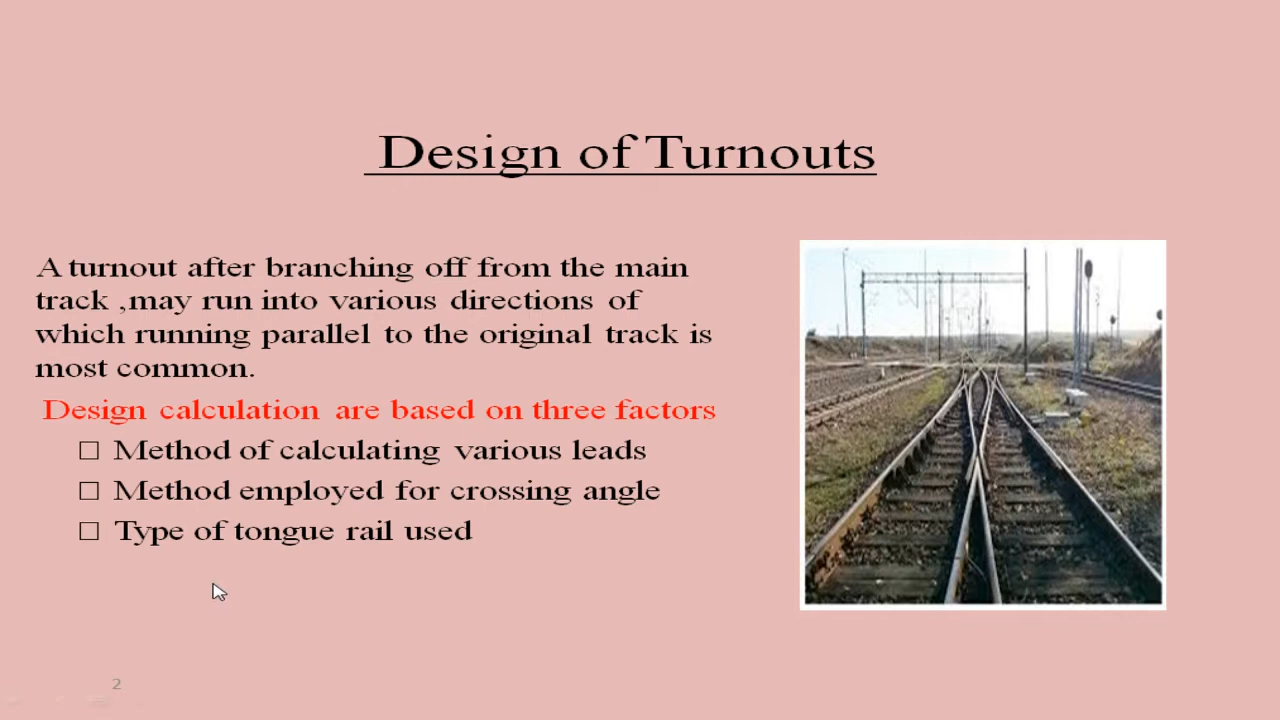 Design of Turnouts
A turnout after branching off from the main
track ,may run into various directions of
which running parallel to the original track is
most common.
Design calculation are based on three factors
□ Method of calculating various leads
□ Method employed for crossing angle
□ Type of tongue rail used
2